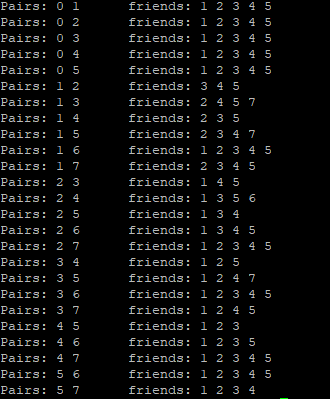 Pairs: 0 1 friends: 1 2 3 4 5
Pairs: 0 2 friends: 1 2 3 4 5
Pairs: 0 3 friends: 1 2 3 4 5
Pairs: 0 4 friends: 1 2 3 4 5
Pairs: 0 5 friends: 1 2 3 4 5
Pairs: 1 2 friends: 3 4 5
Pairs: 1 3 friends: 2 4 5 7
Pairs: 1 4 friends: 2 3 5
Pairs: 1 5 friends: 2 3 4 7
Pairs: 1 6 friends: 1 2 3 4 5
Pairs: 1 7 friends: 2 3 4 5
Pairs: 2 3 friends: 1 4 5
Pairs: 2 4 friends: 1 3 5 6
Pairs: 2 5 friends: 1 3 4
Pairs: 2 6 friends: 1 3 4 5
Pairs: 2 7 friends: 1 2 3 4 5
Pairs: 3 4 friends: 1 2 5
Pairs: 3 5 friends: 1 2 4 7
Pairs: 3 6 friends: 1 2 3 4 5
Pairs: 3 7 friends: 1 2 4 5
Pairs: 4 5 friends: 1 2 3
Pairs: 4 6 friends: 1 2 3 5
Pairs: 4 7 friends: 1 2 3 4 5
Pairs: 5 6 friends: 1 2 3 4 5
Pairs: 5 7 friends: 1 2 3 4